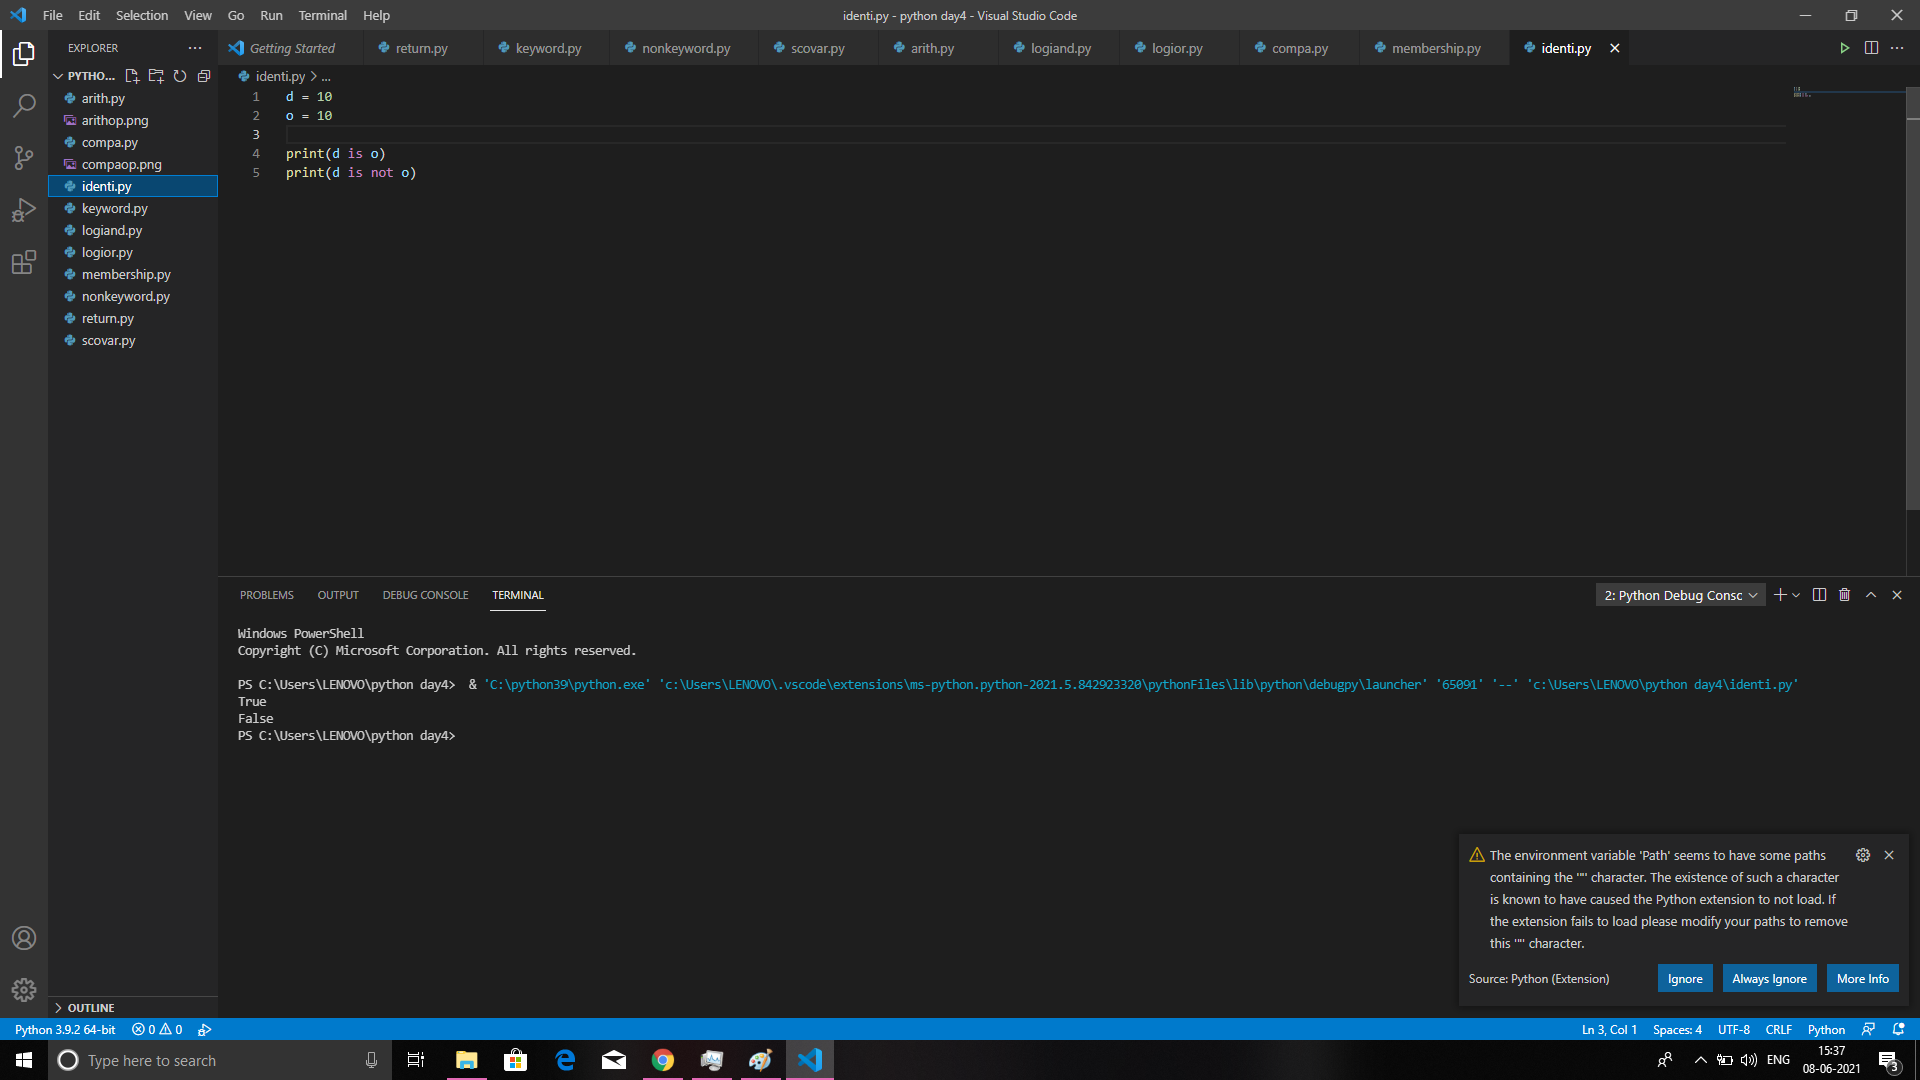 File Edit Selection View Go Run Terminal Help
identi.py - python day4 - Visual Studio Code
EXPLORER
PYTHO...
arith.py
arithop.png
compa.py
compaop.png
identi.py
keyword.py
logiand.py
logior.py
membership.py
nonkeyword.py
return.py
scovar.py
OUTLINE
Getting Started return.py keyword.py nonkeyword.py scovar.py arith.py logiand.py logior.py compa.py membership.py identi.py
identi.py > ...
1 d = 10
2 o = 10
3
4 print(d is o)
5 print(d is not o)
PROBLEMS OUTPUT DEBUG CONSOLE TERMINAL
2: Python Debug Consc
Windows PowerShell
Copyright (C) Microsoft Corporation. All rights reserved.
PS C:\Users\LENOVO\python day4>  & 'C:\python39\python.exe' 'c:\Users\LENOVO\.vscode\extensions\ms-python.python-2021.5.842923320\pythonFiles\lib\python\debugpy\launcher' '65091' '--' 'c:\Users\LENOVO\python day4\identi.py'
True
False
PS C:\Users\LENOVO\python day4>
The environment variable 'Path' seems to have some paths
containing the '"' character. The existence of such a character
is known to have caused the Python extension to not load. If
the extension fails to load please modify your paths to remove
this '"' character.
Source: Python (Extension)
Ignore Always Ignore More Info
Python 3.9.2 64-bit 0 0
Ln 3, Col 1 Spaces: 4 UTF-8 CRLF Python
Type here to search
ENG
15:37
08-06-2021
3